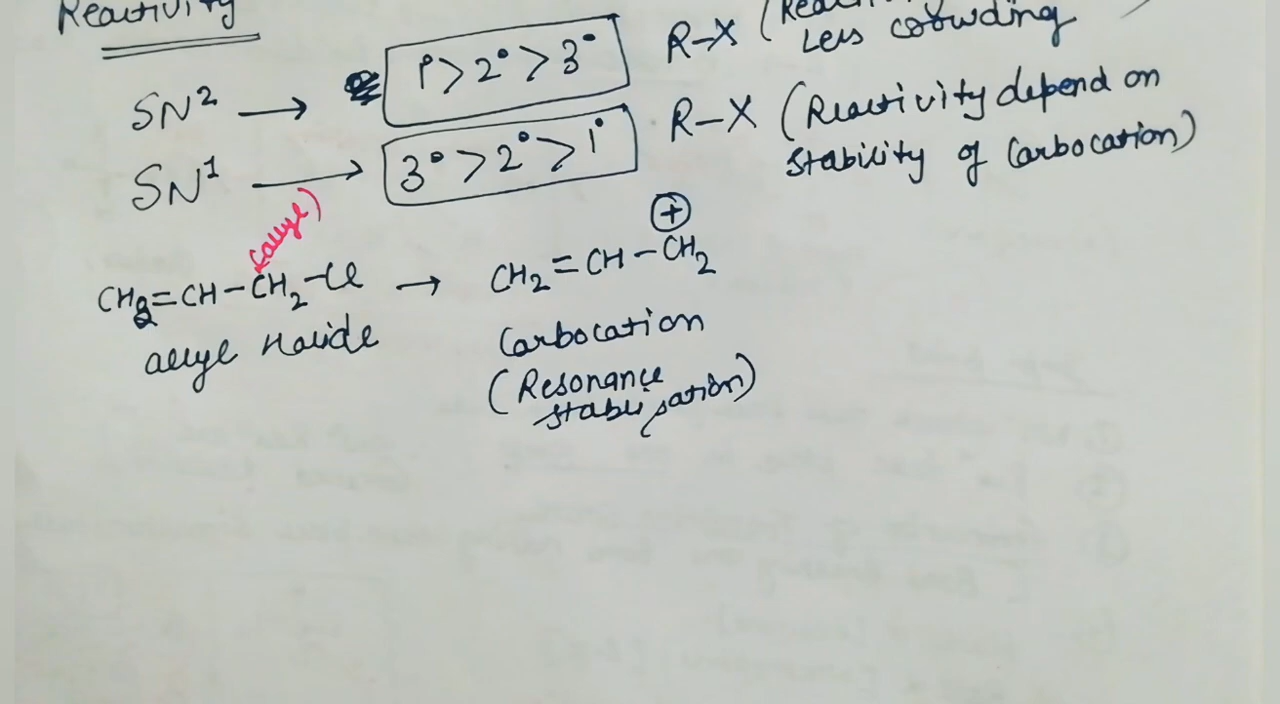 Reactivity
SN² → 1° > 2° > 3° R-X (
Less crowding
SN¹ → 3° > 2° > 1° R-X (Reactivity depend on
stability of Carbocation)
(allyl)
CH2=CH-CH2-Cl → CH2=CH-CH2 +
allyl Halide Carbocation
(Resonance
stabilisation)